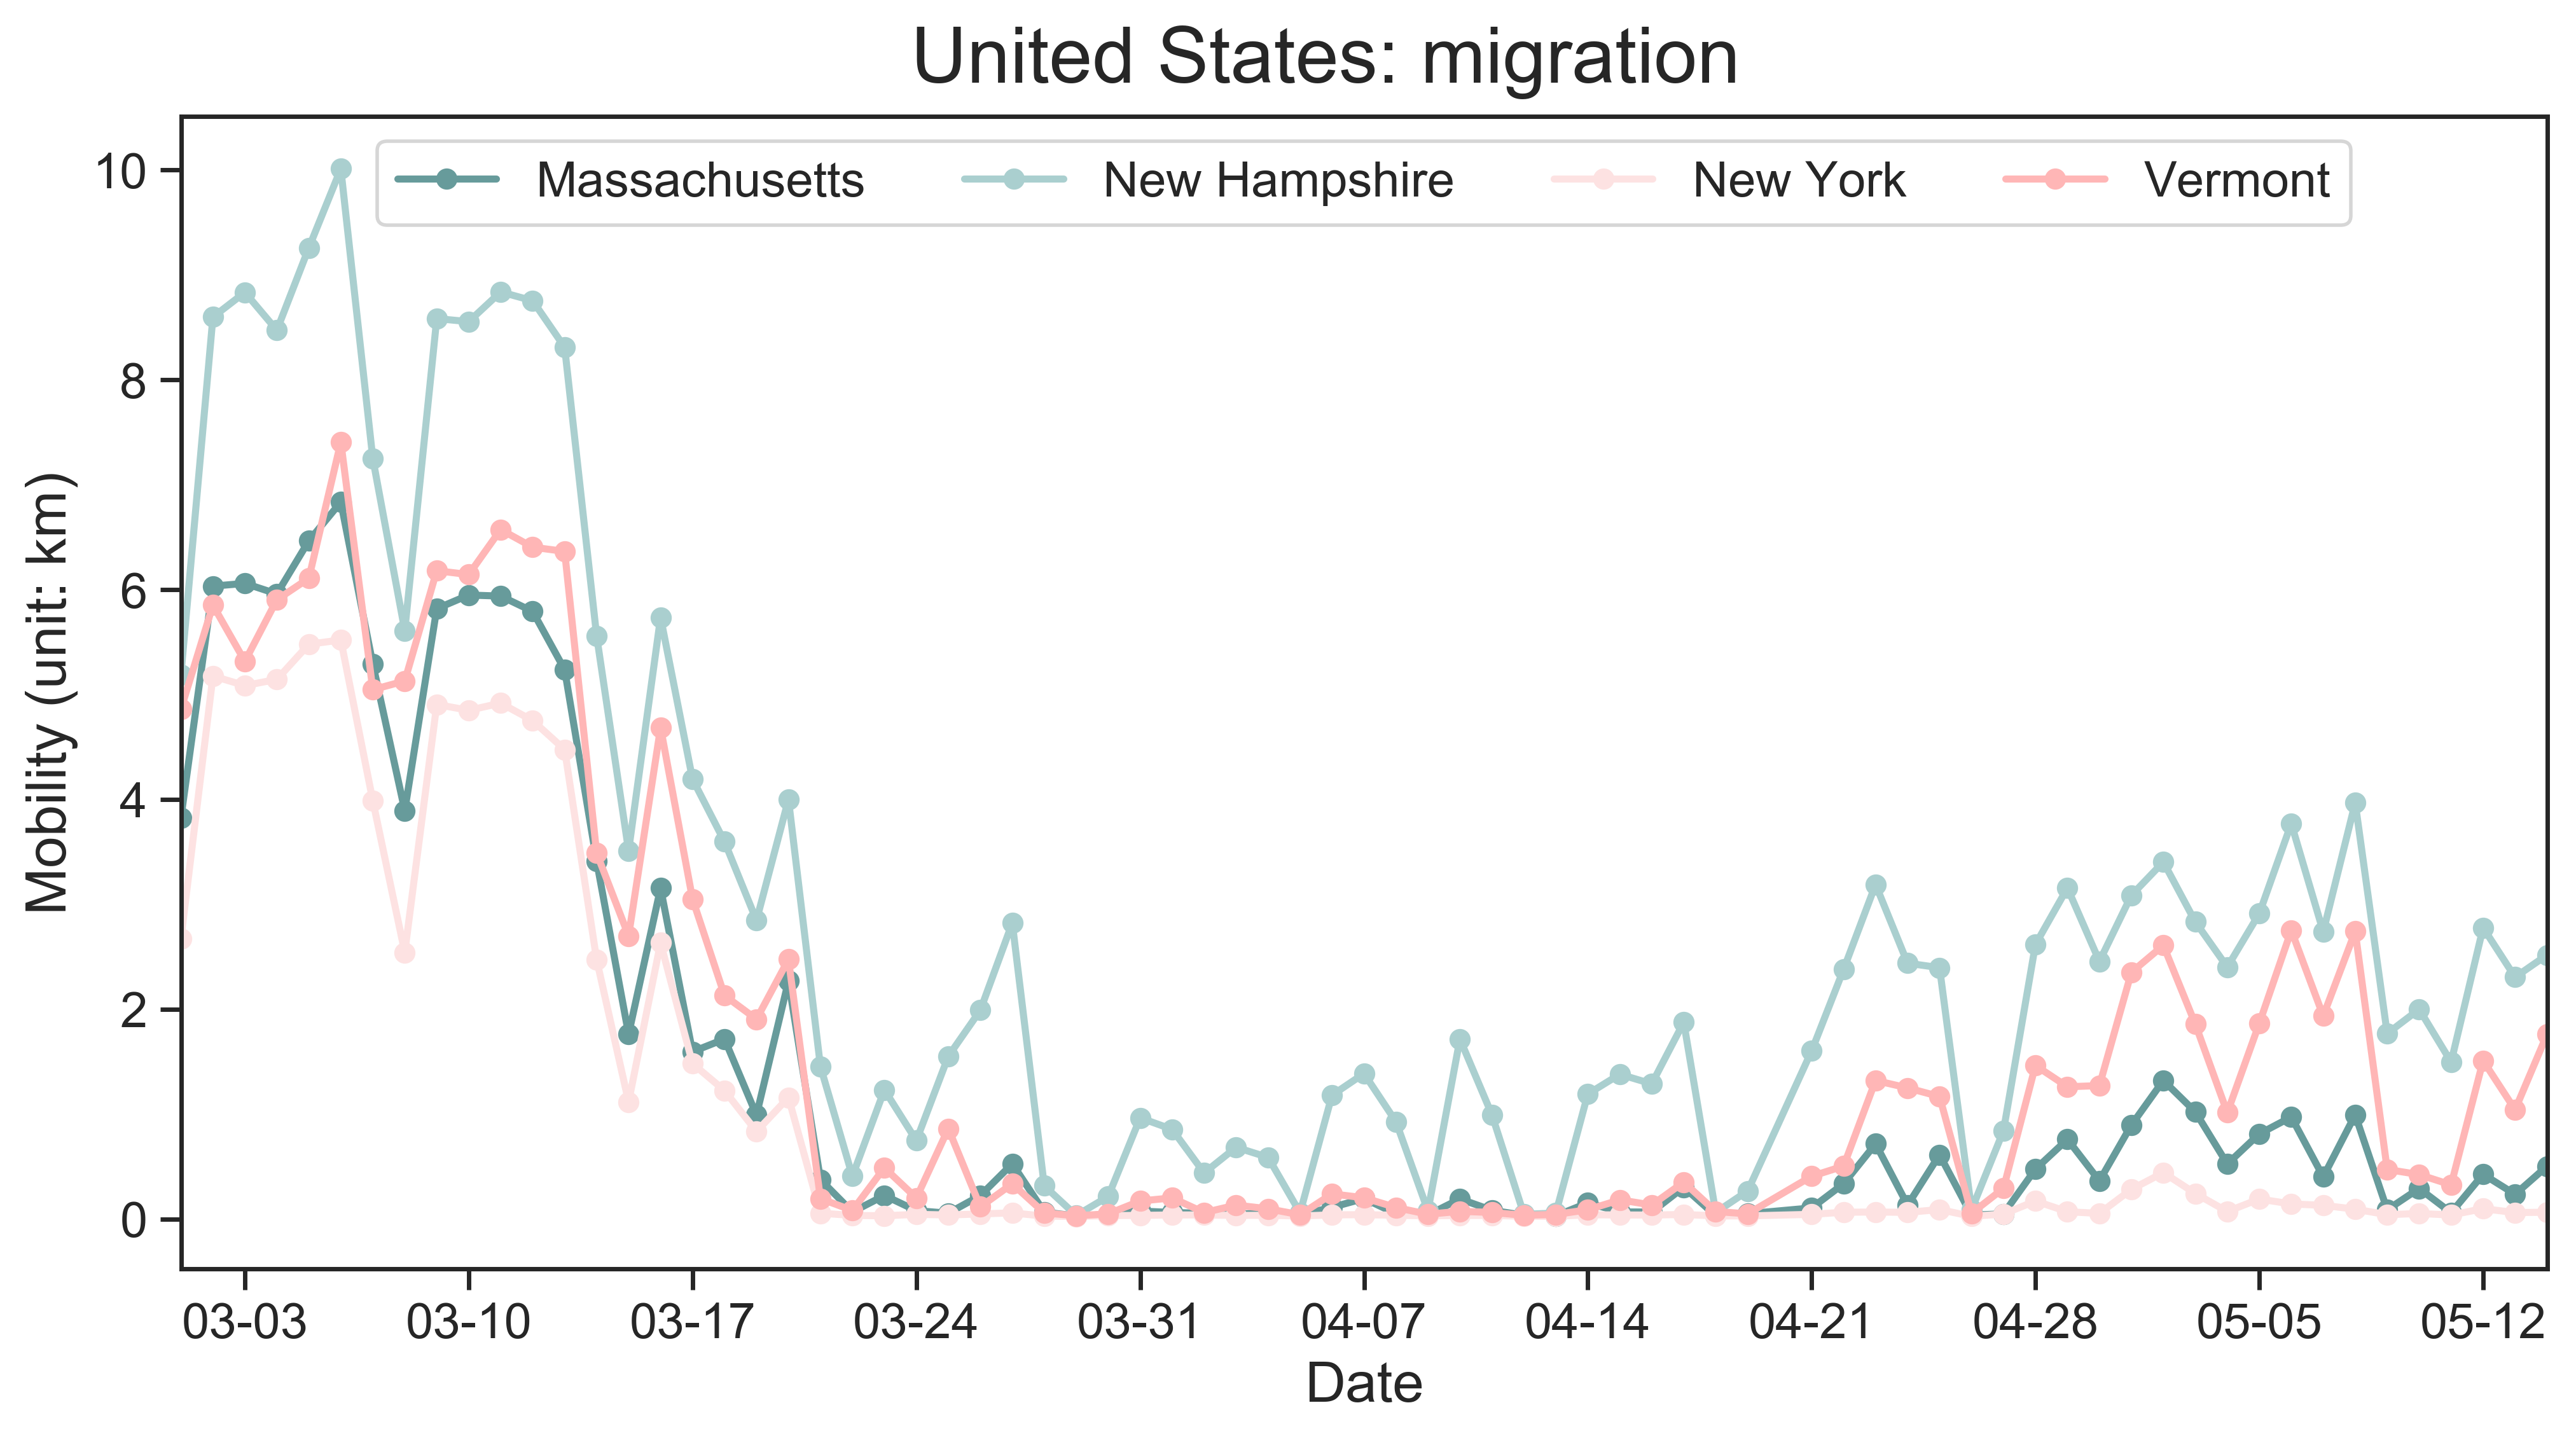 United States: migration
Massachusetts New Hampshire New York Vermont
10
8
6
4
2
0
Mobility (unit: km)
03-03 03-10 03-17 03-24 03-31 04-07 04-14 04-21 04-28 05-05 05-12
Date